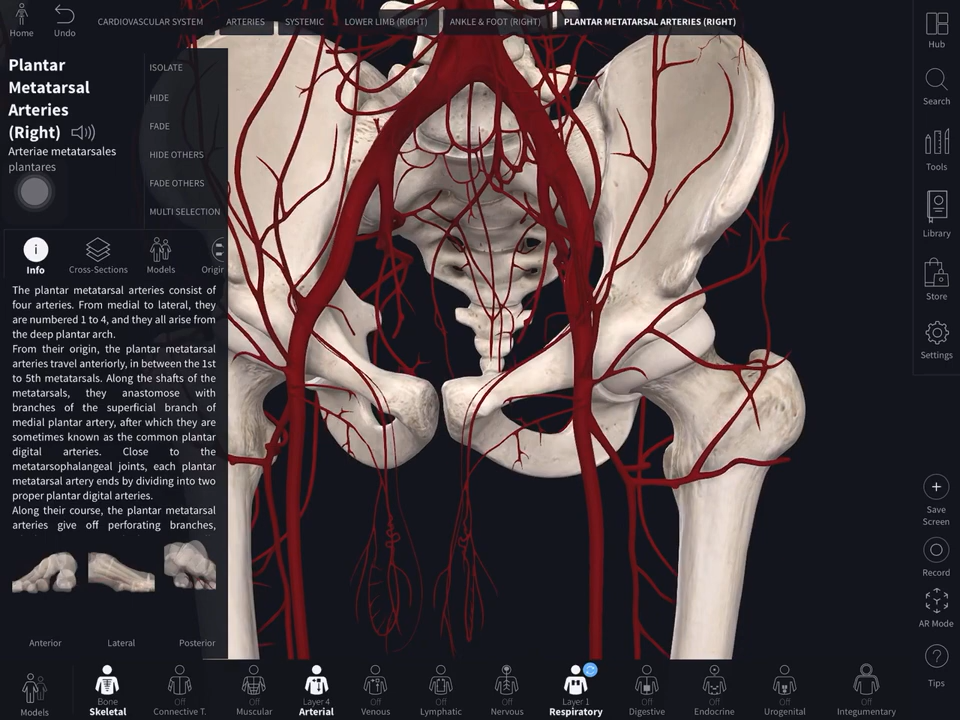 Home
Undo
CARDIOVASCULAR SYSTEM
ARTERIES
SYSTEMIC
LOWER LIMB (RIGHT)
ANKLE & FOOT (RIGHT)
PLANTAR METATARSAL ARTERIES (RIGHT)
Plantar
Metatarsal
Arteries
(Right)
Arteriae metatarsales
plantares
ISOLATE
HIDE
FADE
HIDE OTHERS
FADE OTHERS
MULTI SELECTION
Info
Cross-Sections
Models
The plantar metatarsal arteries consist of
four arteries. From medial to lateral, they
are numbered 1 to 4, and they all arise from
the deep plantar arch.
From their origin, the plantar metatarsal
arteries travel anteriorly, in between the 1st
to 5th metatarsals. Along the shafts of the
metatarsals, they anastomose with
branches of the superficial branch of
medial plantar artery, after which they are
sometimes known as the common plantar
digital arteries. Close to the
metatarsophalangeal joints, each plantar
metatarsal artery ends by dividing into two
proper plantar digital arteries.
Along their course, the plantar metatarsal
arteries give off perforating branches,
Anterior
Lateral
Posterior
Hub
Search
Tools
Library
Store
Settings
Save
Screen
Record
AR Mode
Tips
Models
Bone
Skeletal
Off
Connective T.
Off
Muscular
Layer 4
Arterial
Off
Venous
Off
Lymphatic
Off
Nervous
Layer 1
Respiratory
Off
Digestive
Off
Endocrine
Off
Urogenital
Off
Integumentary